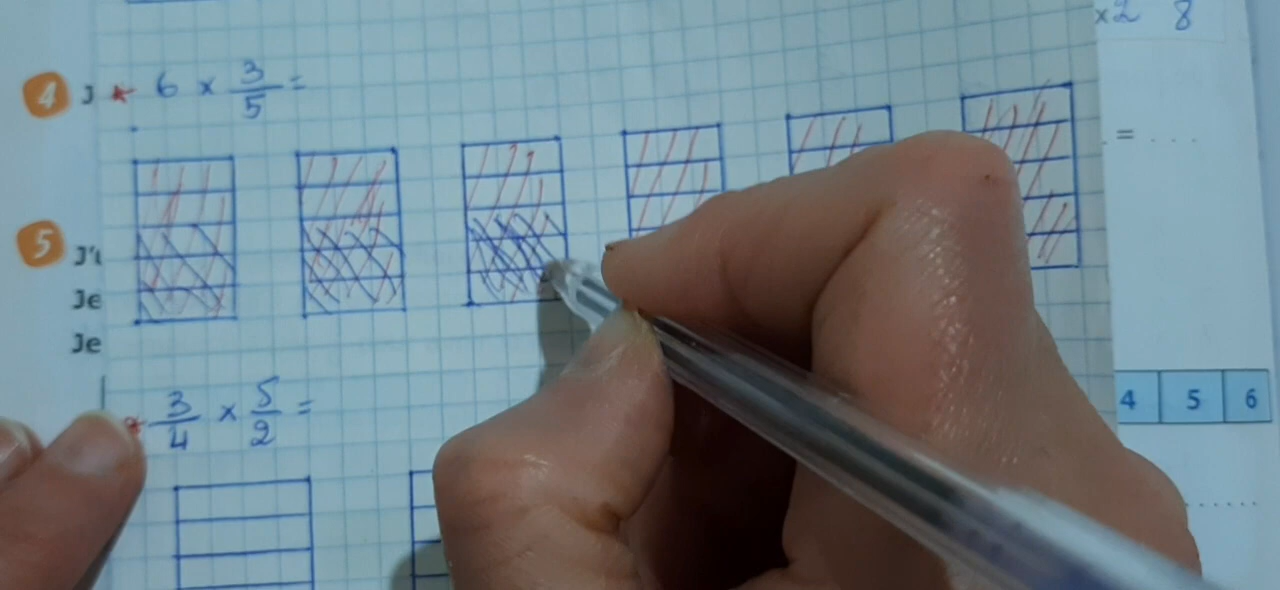 ×2 8
4 J * 6 × 3/5 =
= ....
5 J'i
Je
Je
* 3/4 × 5/2 =
4 5 6
......